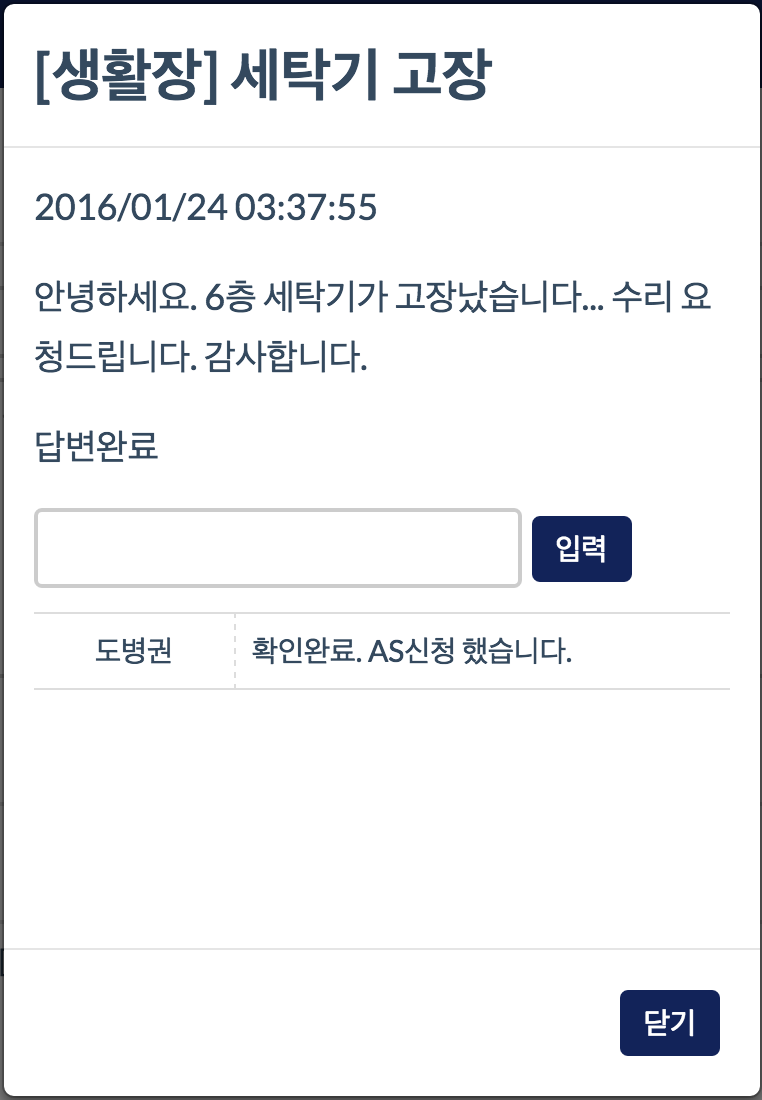 [생활장] 세탁기 고장
2016/01/24 03:37:55
안녕하세요. 6층 세탁기가 고장났습니다... 수리 요
청드립니다. 감사합니다.
답변완료
입력
도병권 확인완료. AS신청 했습니다.
닫기